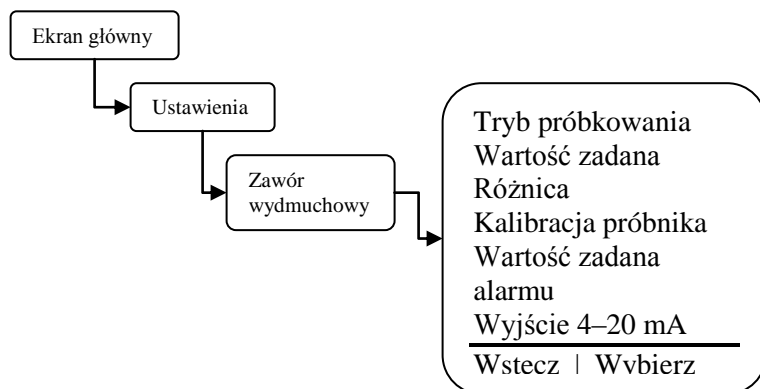 Ekran główny
Ustawienia
Zawór
wydmuchowy
Tryb próbkowania
Wartość zadana
Różnica
Kalibracja próbnika
Wartość zadana
alarmu
Wyjście 4–20 mA
Wstecz | Wybierz